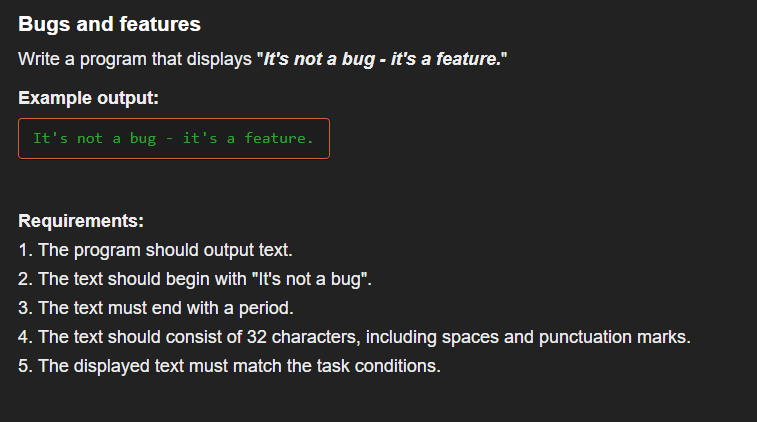 Bugs and features
Write a program that displays "It's not a bug - it's a feature."
Example output:
It's not a bug - it's a feature.
Requirements:
1. The program should output text.
2. The text should begin with "It's not a bug".
3. The text must end with a period.
4. The text should consist of 32 characters, including spaces and punctuation marks.
5. The displayed text must match the task conditions.